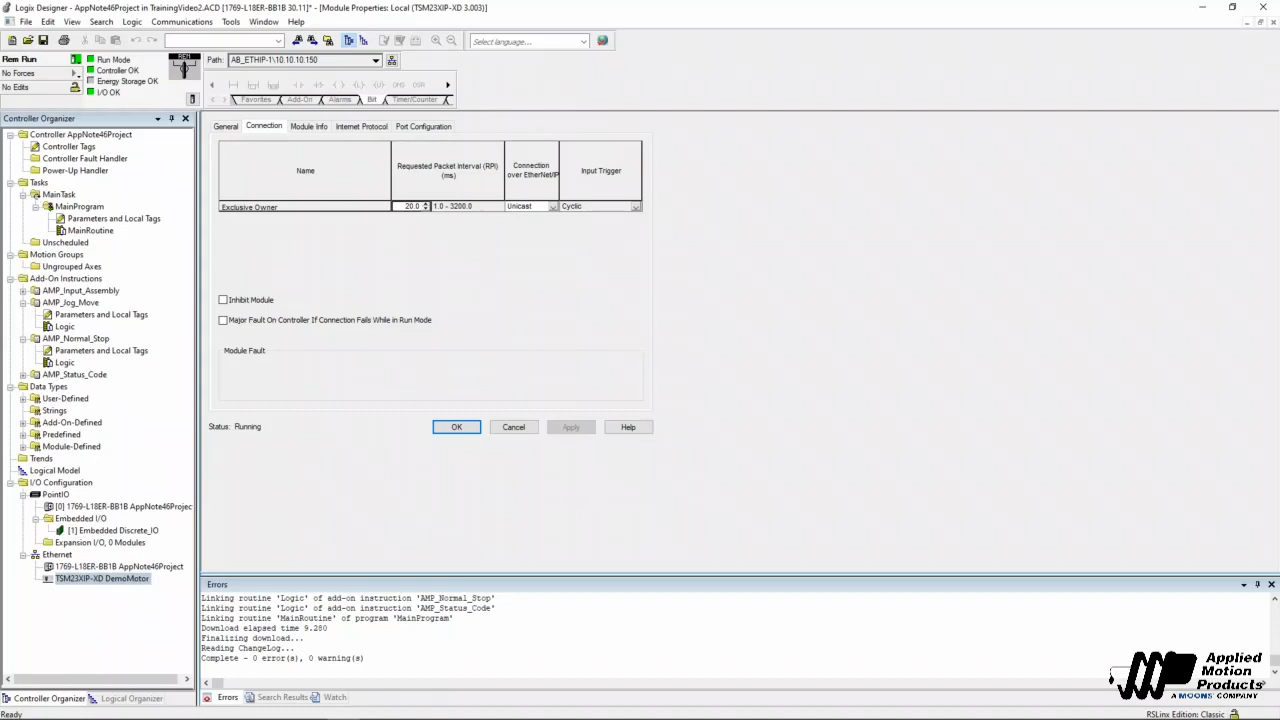 Logix Designer - AppNote46Project in TrainingVideo2.ACD [1769-L18ER-BB1B 30.11]* - [Module Properties: Local (TSM23XIP-XD 3.003)]
File Edit View Search Logic Communications Tools Window Help
Select language...
Rem Run
No Forces
No Edits
Run Mode
Controller OK
Energy Storage OK
I/O OK
REM
Path: AB_ETHIP-1\10.10.10.150
Favorites Add-On Alarms Bit Timer/Counter
Controller Organizer
Controller AppNote46Project
Controller Tags
Controller Fault Handler
Power-Up Handler
Tasks
MainTask
MainProgram
Parameters and Local Tags
MainRoutine
Unscheduled
Motion Groups
Ungrouped Axes
Add-On Instructions
AMP_Input_Assembly
AMP_Jog_Move
Parameters and Local Tags
Logic
AMP_Normal_Stop
Parameters and Local Tags
Logic
AMP_Status_Code
Data Types
User-Defined
Strings
Add-On-Defined
Predefined
Module-Defined
Trends
Logical Model
I/O Configuration
PointIO
[0] 1769-L18ER-BB1B AppNote46Projec
Embedded I/O
[1] Embedded Discrete_IO
Expansion I/O, 0 Modules
Ethernet
1769-L18ER-BB1B AppNote46Project
TSM23XIP-XD DemoMotor
Controller Organizer Logical Organizer
General Connection Module Info Internet Protocol Port Configuration
Name
Requested Packet Interval (RPI)
(ms)
Connection
over EtherNet/IP
Input Trigger
Exclusive Owner 20.0 1.0 - 3200.0 Unicast Cyclic
Inhibit Module
Major Fault On Controller If Connection Fails While in Run Mode
Module Fault
Status: Running
OK Cancel Apply Help
Errors
Linking routine 'Logic' of add-on instruction 'AMP_Normal_Stop'
Linking routine 'Logic' of add-on instruction 'AMP_Status_Code'
Linking routine 'MainRoutine' of program 'MainProgram'
Download elapsed time 9.280
Finalizing download...
Reading ChangeLog...
Complete - 0 error(s), 0 warning(s)
Errors Search Results Watch
Applied
Motion
Products
A MOONS' COMPANY
Ready
RSLinx Edition: Classic